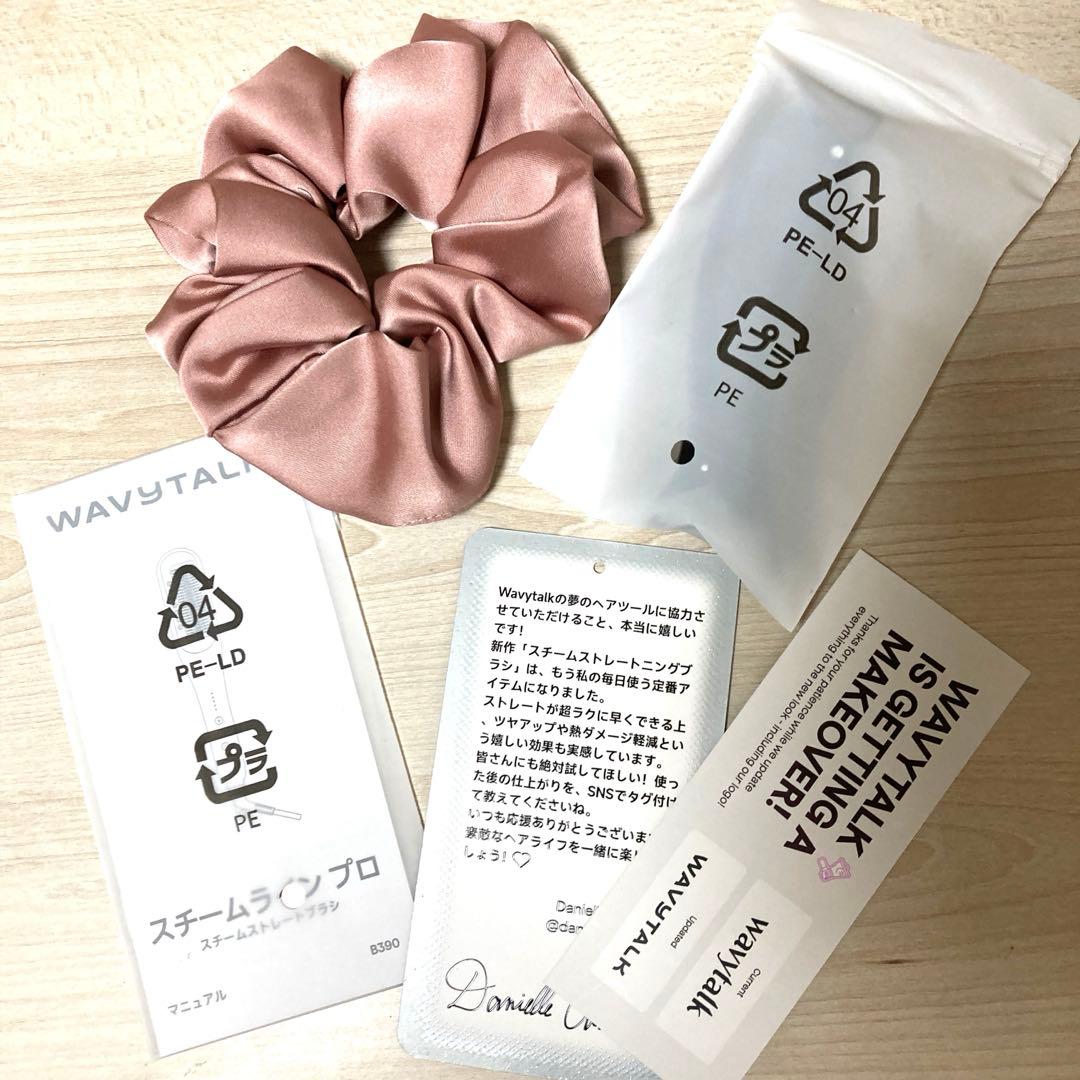 04
PE-LD
プラ
PE
WAVYTALK
04
PE-LD
プラ
PE
スチームライン プロ
スチームストレートブラシ
B390
マニュアル
Wavytalkの夢のヘアツールに協力さ
せていただけること、本当に嬉しい
です!
新作「スチームストレートニングブ
ラシ」は、もう私の毎日使う定番ア
イテムになりました。
ストレートが超ラクに早くできる上
、ツヤアップや熱ダメージ軽減とい
う嬉しい効果も実感しています。
皆さんにも絶対試してほしい! 使っ
た後の仕上がりを、SNSでタグ付け
て教えてくださいね。
いつも応援ありがとうございま
素敵なヘアライフを一緒に楽
しょう! ♡
Daniell
@dan
Danielle
WAVYTALK
IS GETTING A
MAKEOVER!
Thanks for your patience while we update
everything to the new look - including our logo!
WAVYTALK
Updated
wavytalk
Current